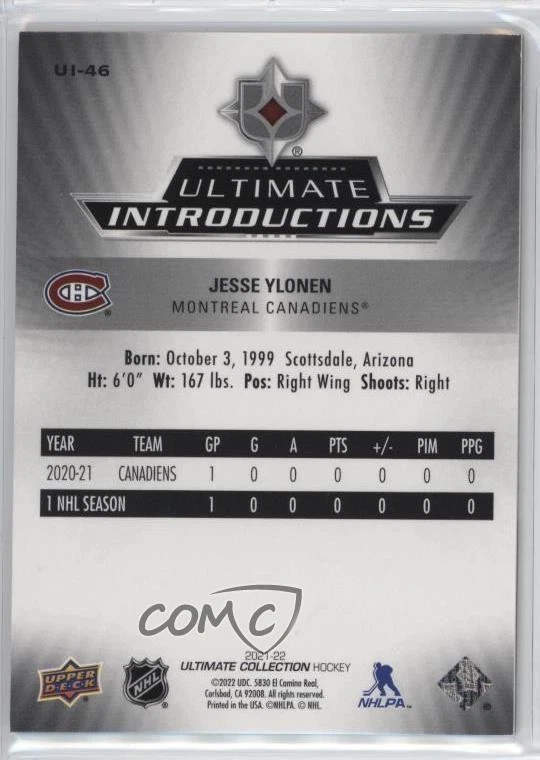 UI-46
®
ULTIMATE
INTRODUCTIONS
JESSE YLONEN
MONTREAL CANADIENS®
Born: October 3, 1999 Scottsdale, Arizona
Ht: 6'0" Wt: 167 lbs. Pos: Right Wing Shoots: Right
YEAR TEAM GP G A PTS +/- PIM PPG
2020-21 CANADIENS 1 0 0 0 0 0 0
1 NHL SEASON 1 0 0 0 0 0 0
COMC
2021-22
ULTIMATE COLLECTION HOCKEY
©2022 UDC. 5830 El Camino Real,
Carlsbad, CA 92008. All rights reserved.
Printed in the USA. ©NHLPA. © NHL.
UPPER
DECK
NHL
NHLPA